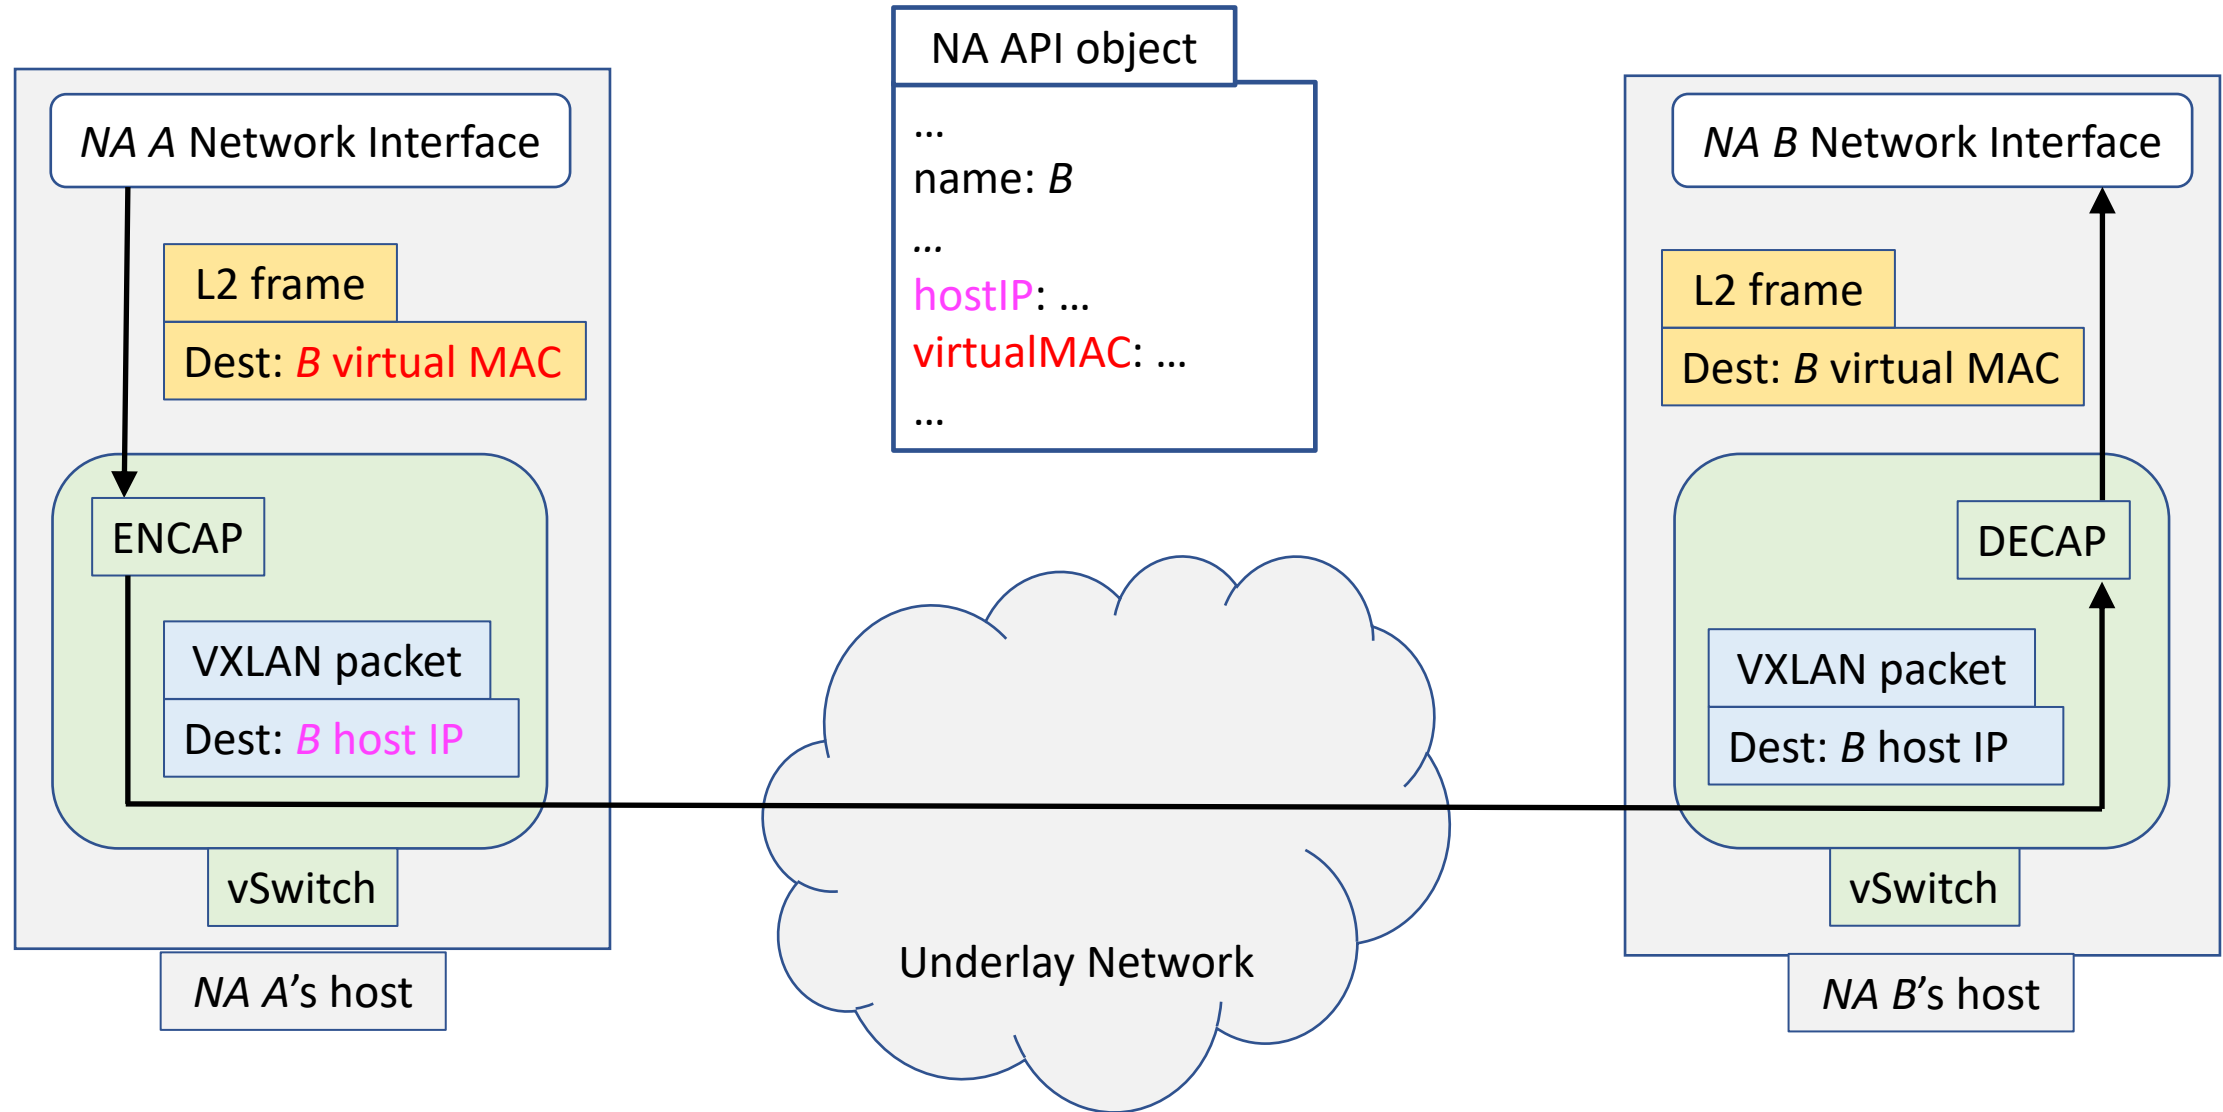 NA API object
…
name: B
…
hostIP: …
virtualMAC: …
…
NA A Network Interface
L2 frame
Dest: B virtual MAC
ENCAP
VXLAN packet
Dest: B host IP
vSwitch
NA A’s host
Underlay Network
NA B Network Interface
L2 frame
Dest: B virtual MAC
DECAP
VXLAN packet
Dest: B host IP
vSwitch
NA B’s host